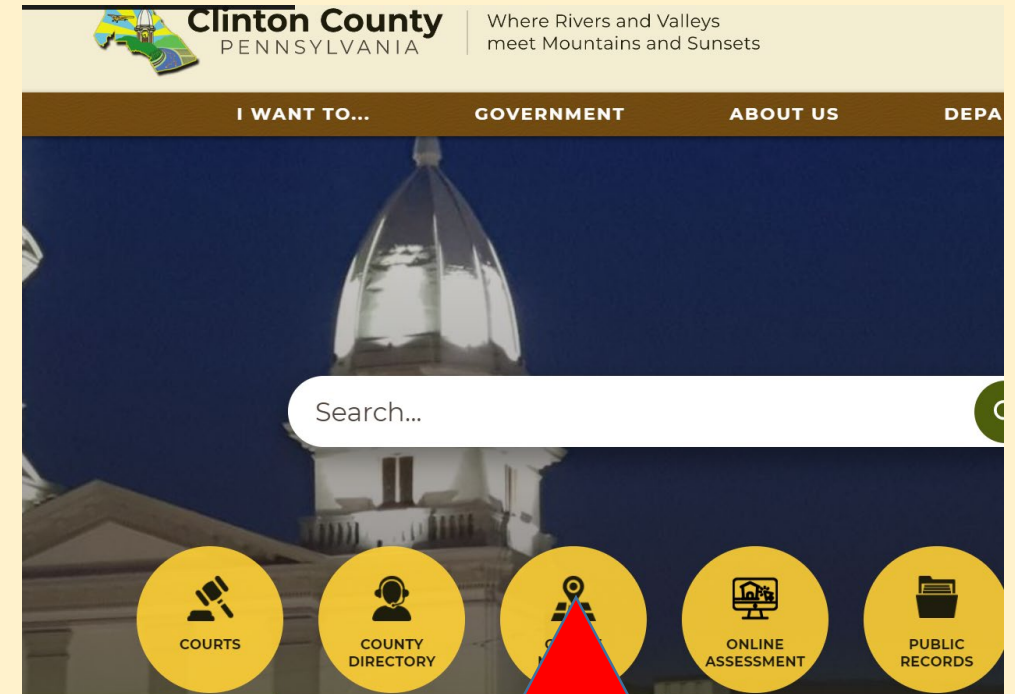 Clinton County
PENNSYLVANIA
Where Rivers and Valleys
meet Mountains and Sunsets
I WANT TO...
GOVERNMENT
ABOUT US
DEPA
Search...
COURTS
COUNTY
DIRECTORY
ONLINE
ASSESSMENT
PUBLIC
RECORDS